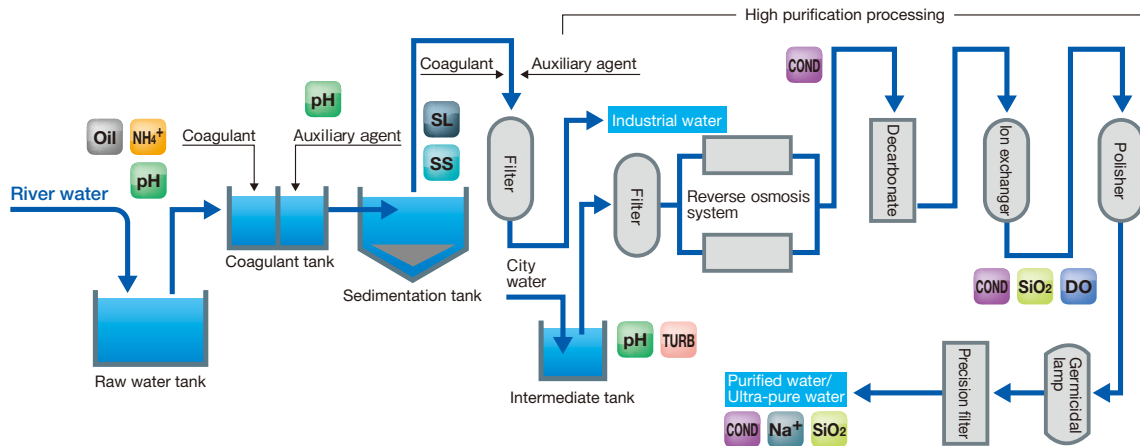 High purification processing
Coagulant
Auxiliary agent
COND
pH
Oil
NH₄⁺
Coagulant
Auxiliary agent
SL
Industrial water
SS
pH
Filter
Filter
Reverse osmosis
system
Decarbonate
Ion exchanger
Polisher
River water
Coagulant tank
City
water
Sedimentation tank
COND
SiO₂
DO
pH
TURB
Raw water tank
Intermediate tank
Purified water/
Ultra-pure water
Precision filter
Germicidal
lamp
COND
Na⁺
SiO₂